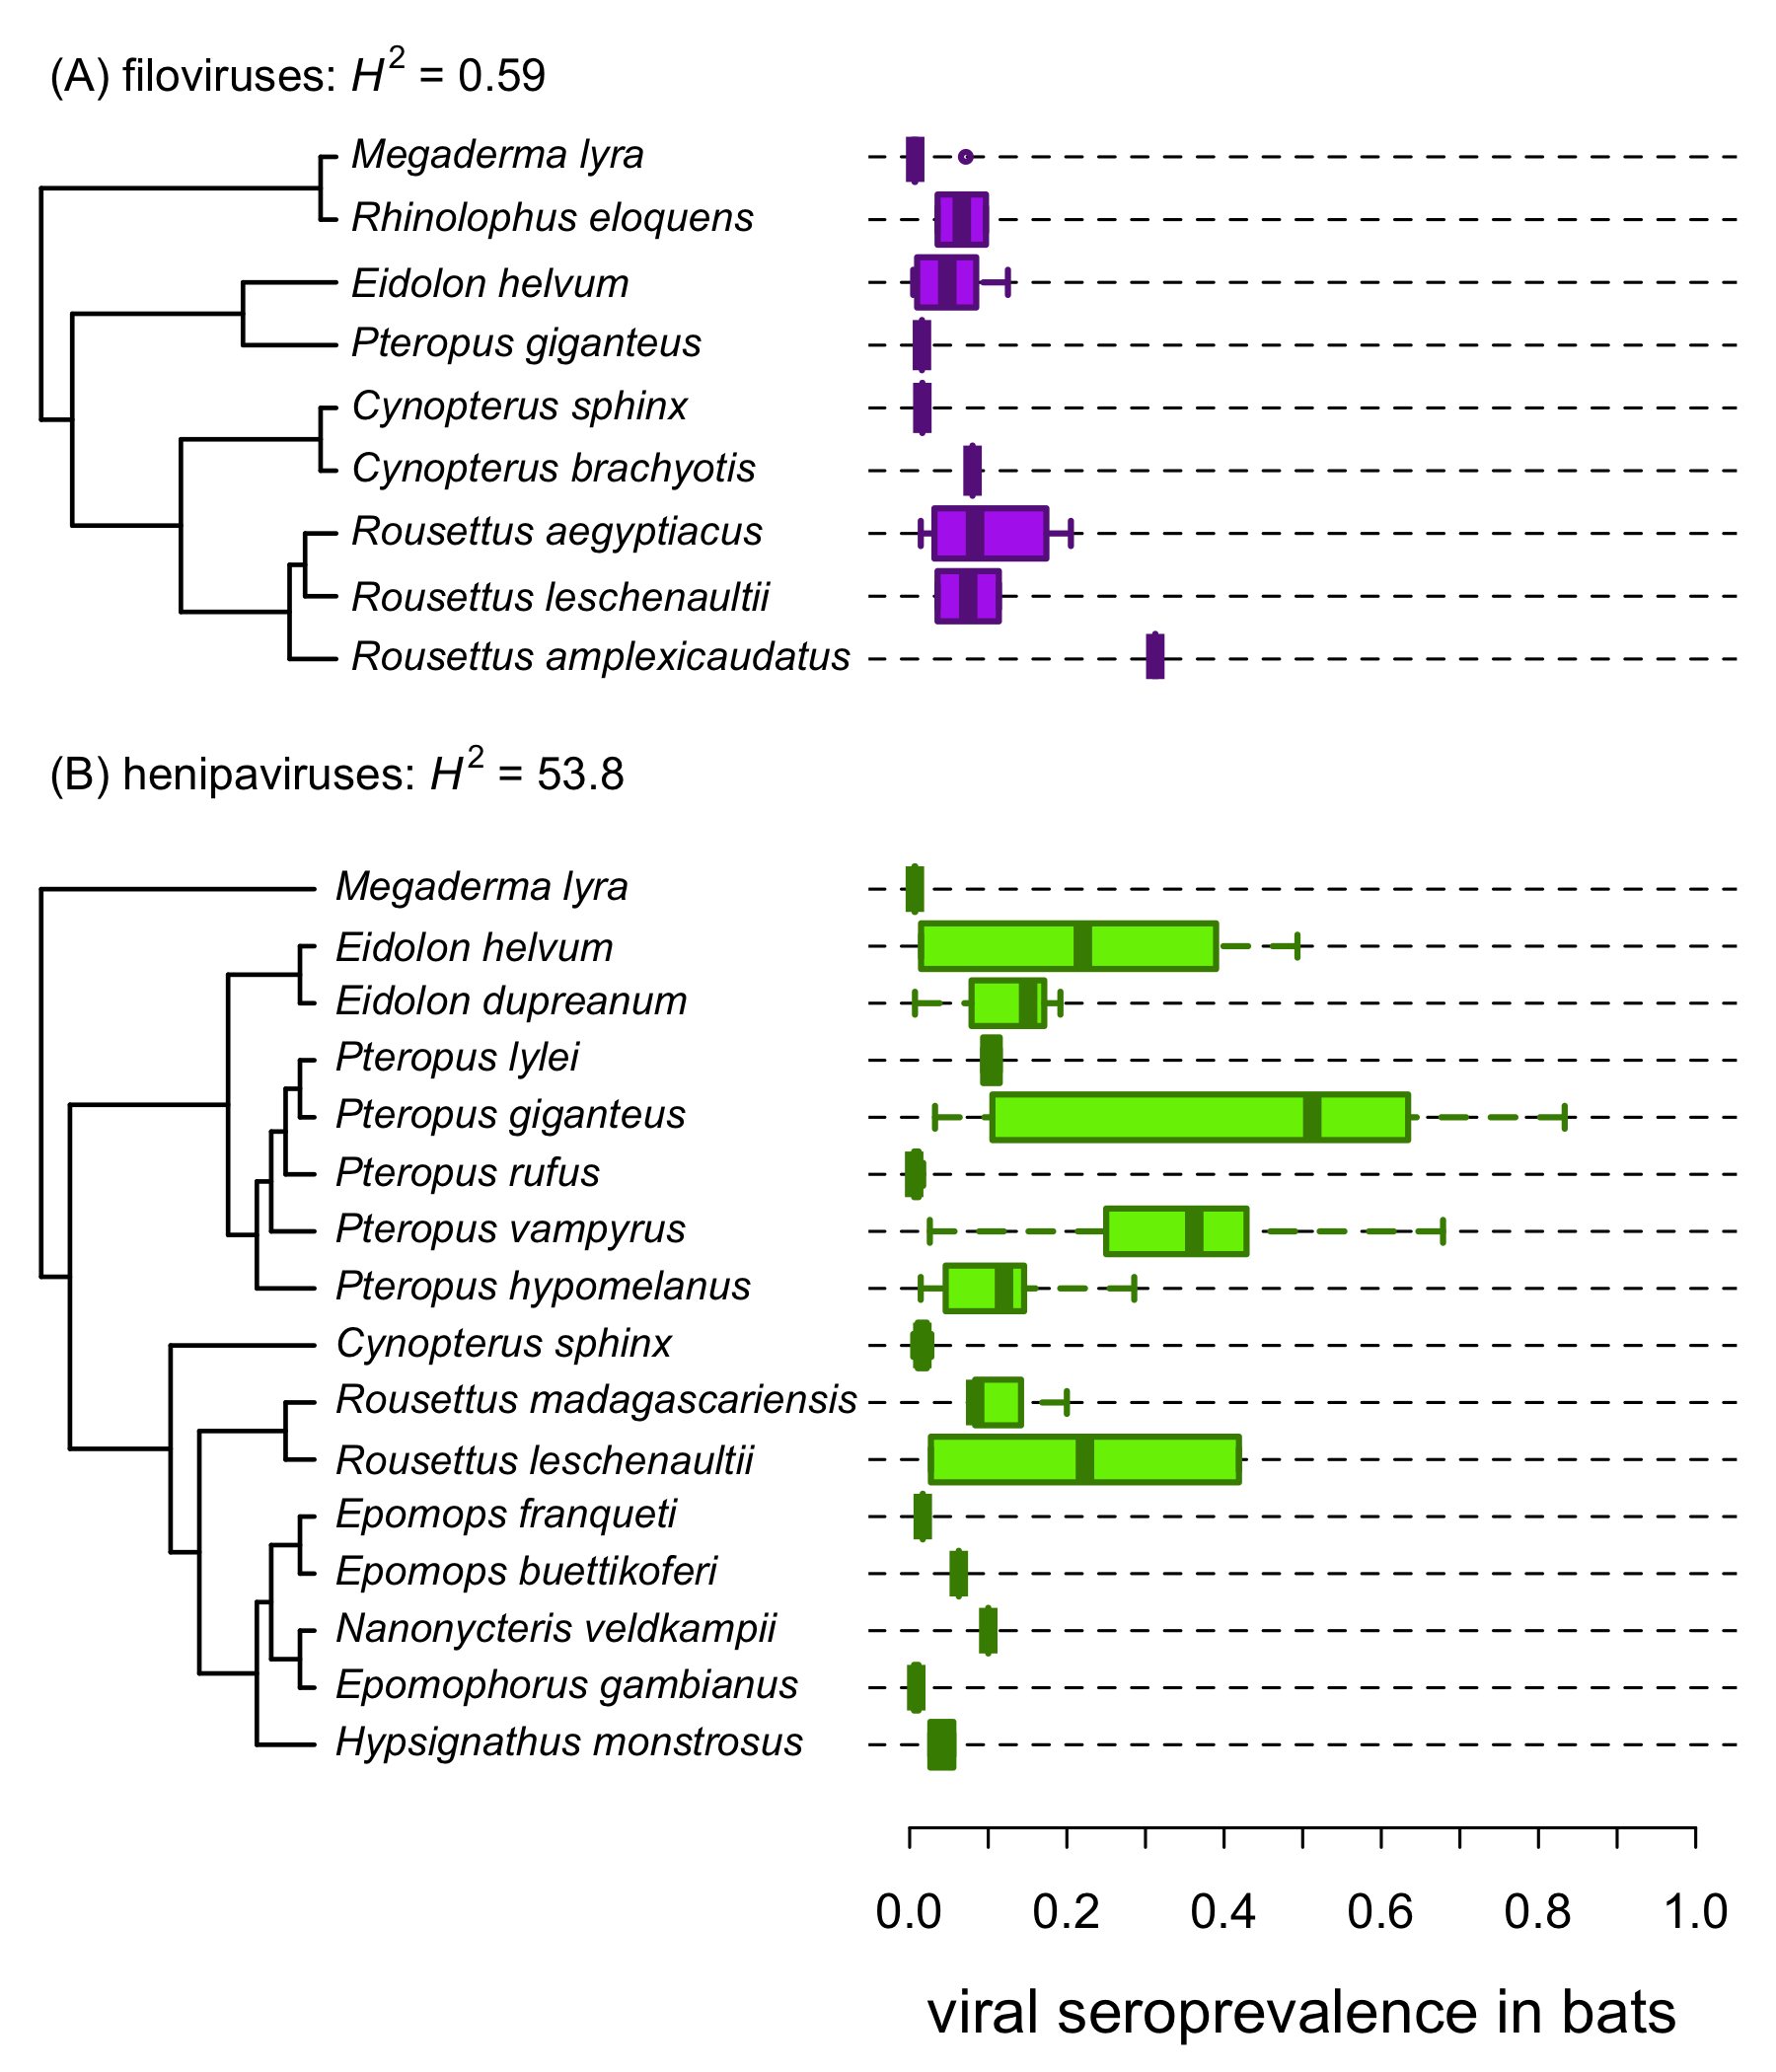 (A) filoviruses: H² = 0.59
Megaderma lyra
Rhinolophus eloquens
Eidolon helvum
Pteropus giganteus
Cynopterus sphinx
Cynopterus brachyotis
Rousettus aegyptiacus
Rousettus leschenaultii
Rousettus amplexicaudatus
(B) henipaviruses: H² = 53.8
Megaderma lyra
Eidolon helvum
Eidolon dupreanum
Pteropus lylei
Pteropus giganteus
Pteropus rufus
Pteropus vampyrus
Pteropus hypomelanus
Cynopterus sphinx
Rousettus madagascariensis
Rousettus leschenaultii
Epomops franqueti
Epomops buettikoferi
Nanonycteris veldkampii
Epomophorus gambianus
Hypsignathus monstrosus
0.0 0.2 0.4 0.6 0.8 1.0
viral seroprevalence in bats